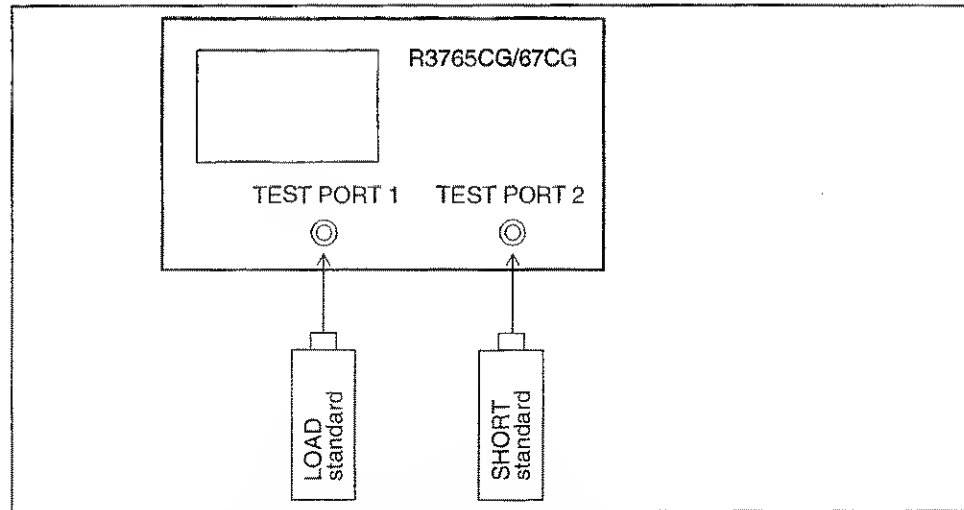 R3765CG/67CG
TEST PORT 1
TEST PORT 2
LOAD
standard
SHORT
standard